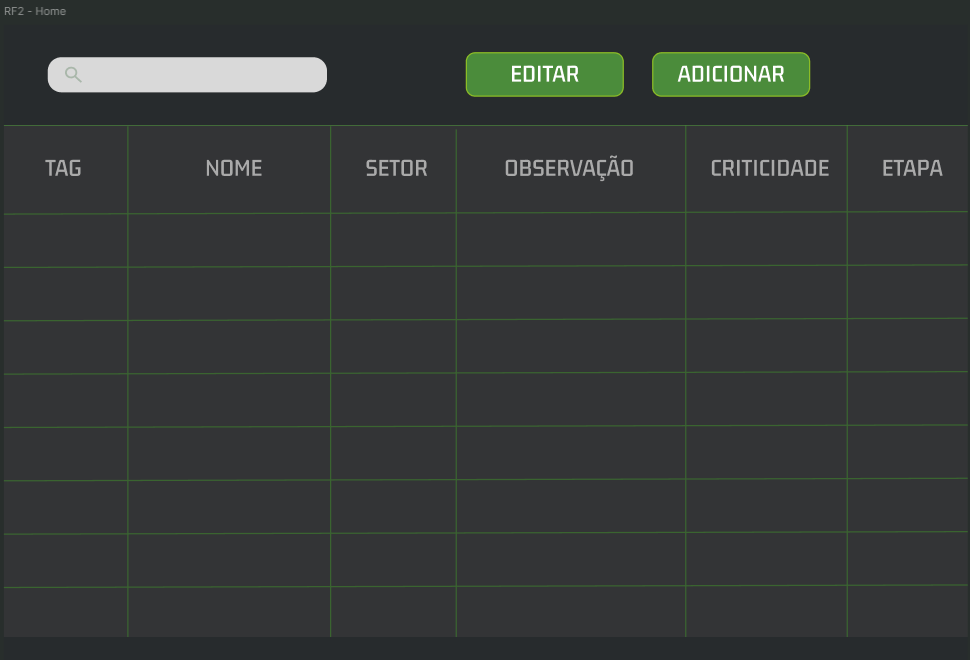 RF2 - Home
EDITAR
ADICIONAR
TAG
NOME
SETOR
OBSERVAÇÃO
CRITICIDADE
ETAPA